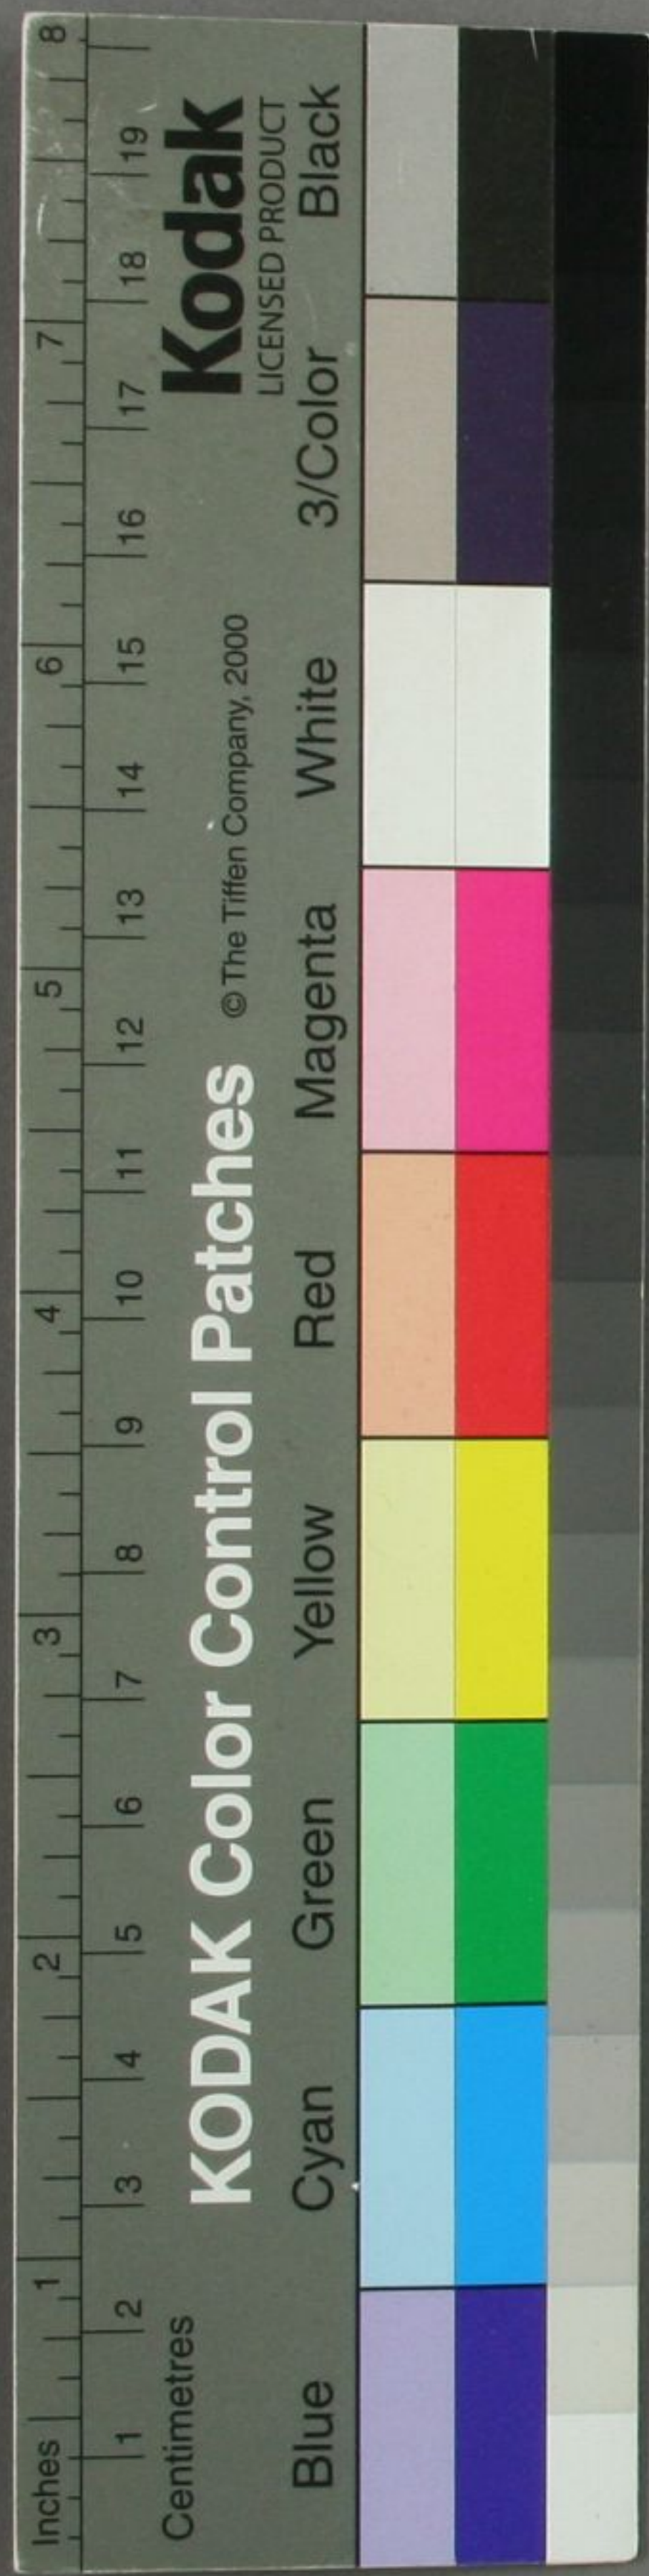 Inches 1 2 3 4 5 6 7 8
1 2 3 4 5 6 7 8 9 10 11 12 13 14 15 16 17 18 19
Centimetres
KODAK Color Control Patches © The Tiffen Company, 2000 Kodak
LICENSED PRODUCT
Blue Cyan Green Yellow Red Magenta White 3/Color Black